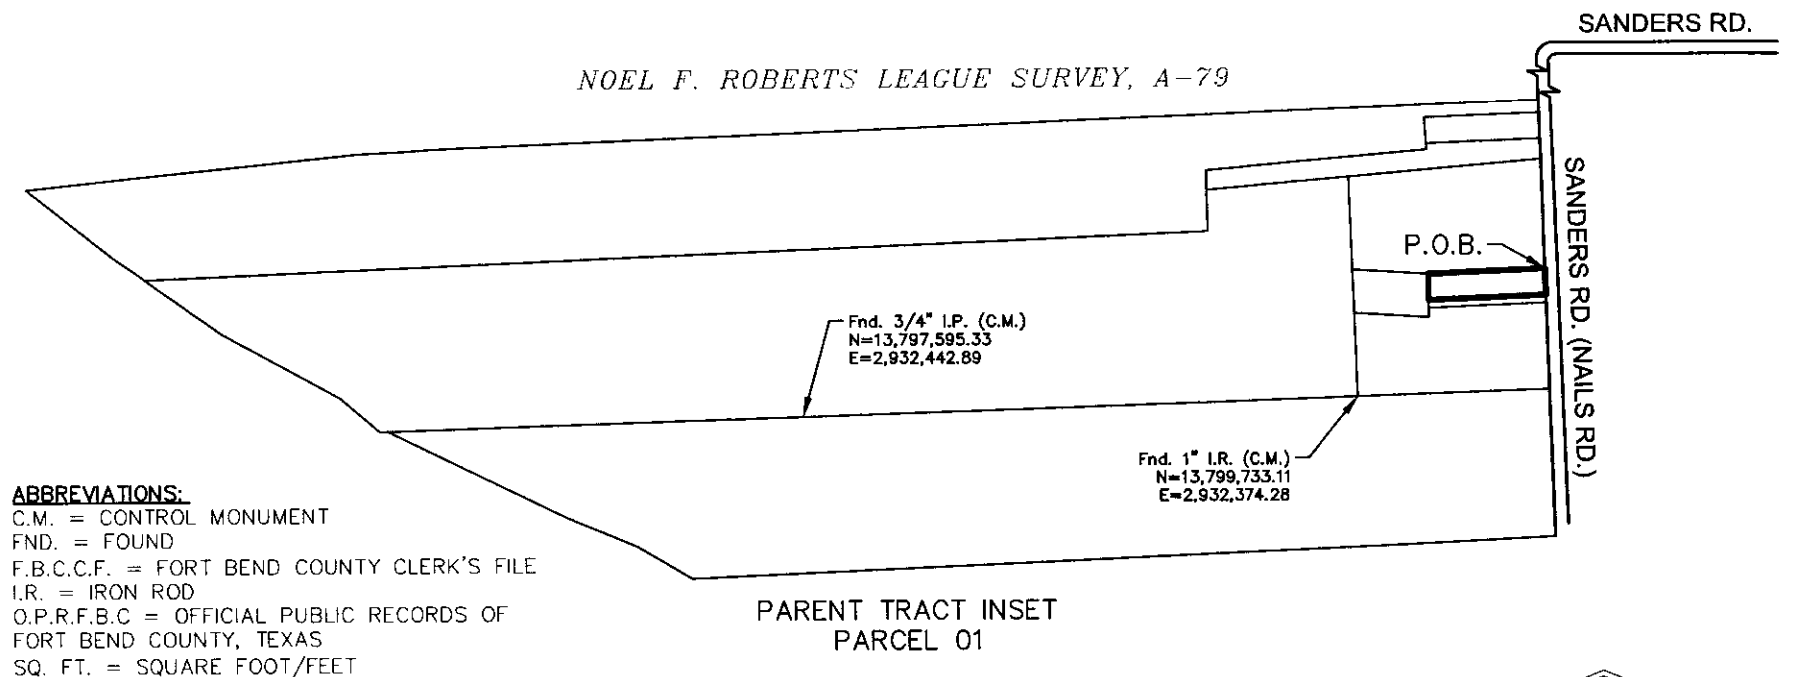 SANDERS RD.
NOEL F. ROBERTS LEAGUE SURVEY, A-79
SANDERS RD. (NAILS RD.)
P.O.B.
Fnd. 3/4" I.P. (C.M.)
N=13,797,595.33
E=2,932,442.89
Fnd. 1" I.R. (C.M.)
N=13,799,733.11
E=2,932,374.28
ABBREVIATIONS:
C.M. = CONTROL MONUMENT
FND. = FOUND
F.B.C.C.F. = FORT BEND COUNTY CLERK'S FILE
I.R. = IRON ROD
O.P.R.F.B.C = OFFICIAL PUBLIC RECORDS OF
FORT BEND COUNTY, TEXAS
SQ. FT. = SQUARE FOOT/FEET
PARENT TRACT INSET
PARCEL 01